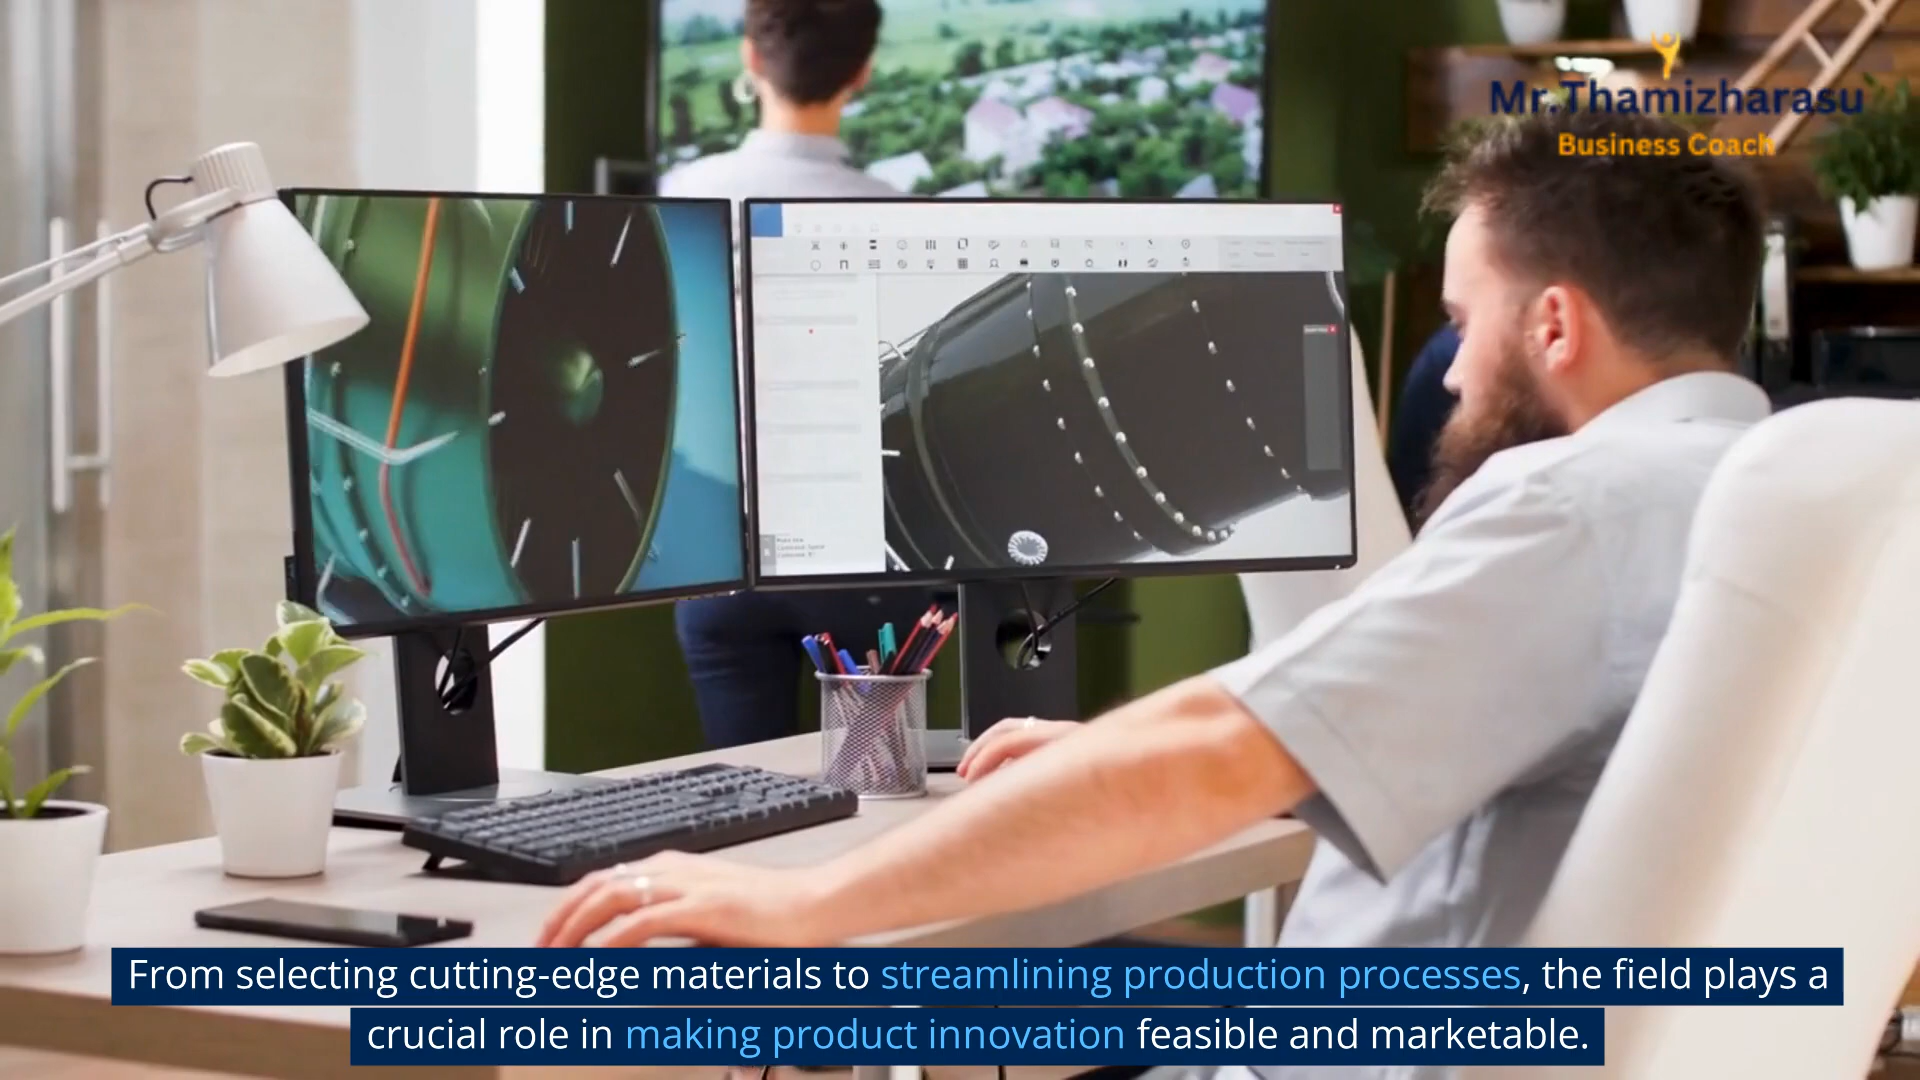 Mr.Thamizharasu
Business Coach
From selecting cutting-edge materials to streamlining production processes, the field plays a
crucial role in making product innovation feasible and marketable.